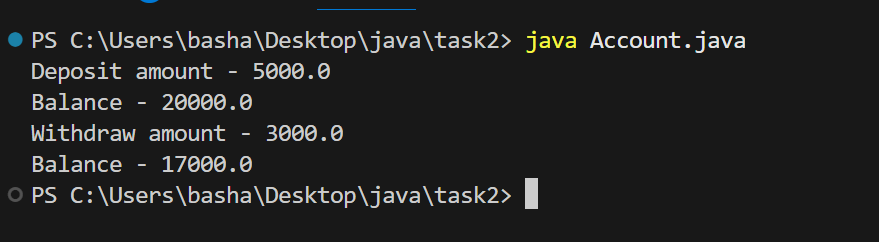 PS C:\Users\basha\Desktop\java\task2> java Account.java
Deposit amount - 5000.0
Balance - 20000.0
Withdraw amount - 3000.0
Balance - 17000.0
PS C:\Users\basha\Desktop\java\task2>